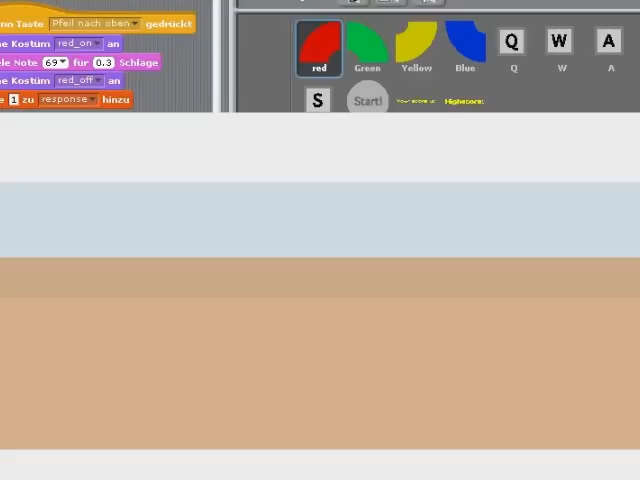 nn Taste Pfeil nach oben gedrückt
ne Kostüm red_on an
ele Note 69 für 0.3 Schläge
ne Kostüm red_off an
e 1 zu response hinzu
red
Green
Yellow
Blue
Q
Q
W
W
A
A
S
Start!
Highscore: